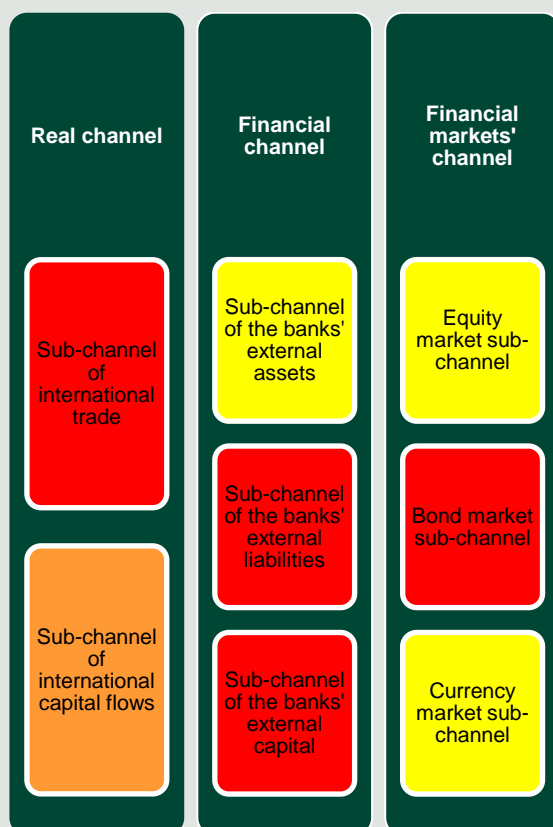 Real channel
Sub-channel
of
international
trade
Sub-channel
of
international
capital flows
Financial
channel
Sub-channel
of the banks'
external
assets
Sub-channel
of the banks'
external
liabilities
Sub-channel
of the banks'
external
capital
Financial
markets'
channel
Equity
market sub-
channel
Bond market
sub-channel
Currency
market sub-
channel